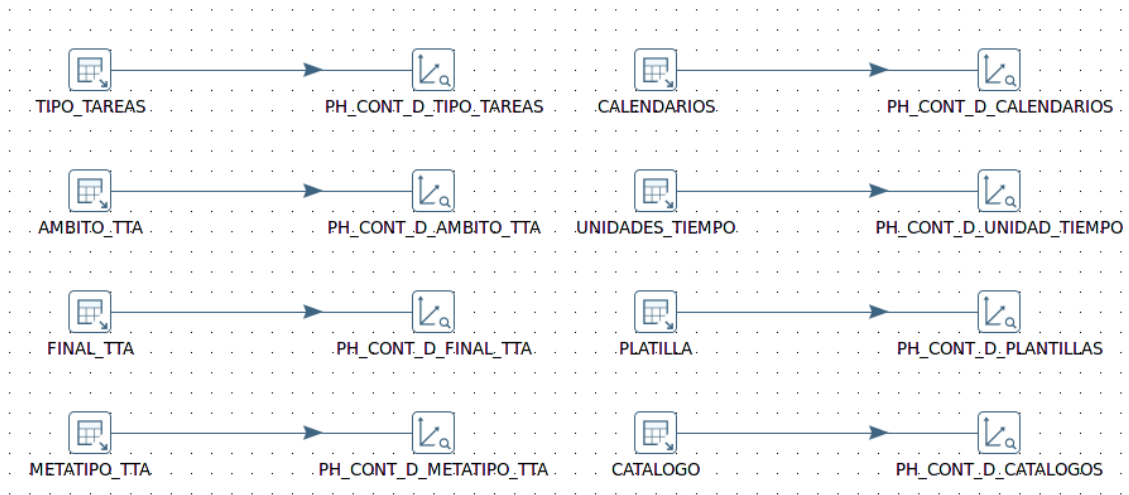 TIPO_TAREAS PH_CONT_D_TIPO_TAREAS CALENDARIOS PH_CONT_D_CALENDARIOS
AMBITO_TTA PH_CONT_D_AMBITO_TTA UNIDADES_TIEMPO PH_CONT_D_UNIDAD_TIEMPO
FINAL_TTA PH_CONT_D_FINAL_TTA PLATILLA PH_CONT_D_PLANTILLAS
METATIPO_TTA PH_CONT_D_METATIPO_TTA CATALOGO PH_CONT_D_CATALOGOS